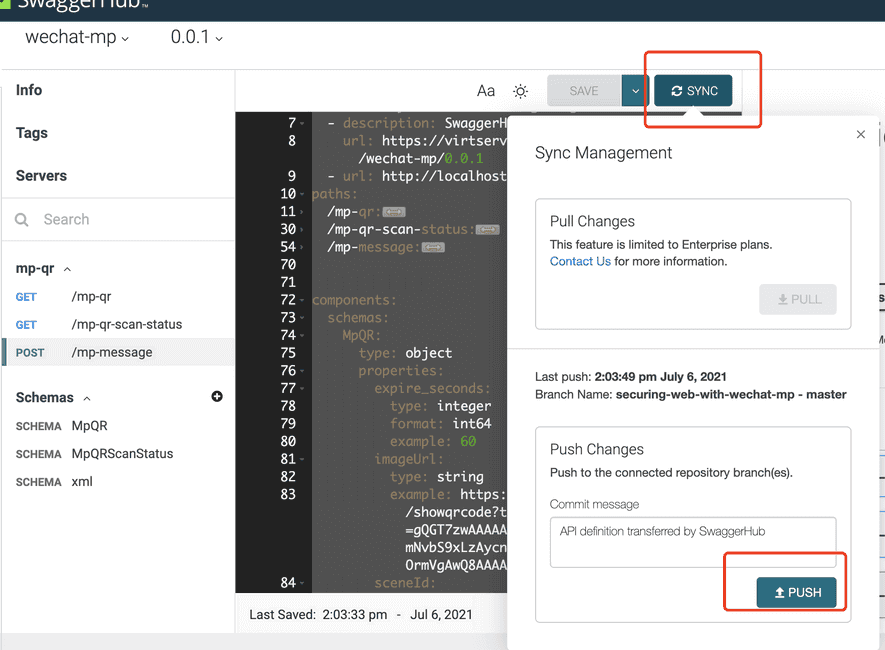 SwaggerHub™
wechat-mp 0.0.1
Info
Tags
Servers
Search
mp-qr
GET /mp-qr
GET /mp-qr-scan-status
POST /mp-message
Schemas
SCHEMA MpQR
SCHEMA MpQRScanStatus
SCHEMA xml
Aa SAVE SYNC
7 - description: SwaggerH
8 url: https://virtserv
/wechat-mp/0.0.1
9 - url: http://localhost
10 paths:
11 /mp-qr:
30 /mp-qr-scan-status:
54 /mp-message:
70
71
72 components:
73 schemas:
74 MpQR:
75 type: object
76 properties:
77 expire_seconds:
78 type: integer
79 format: int64
80 example: 60
81 imageUrl:
82 type: string
83 example: https:
/showqrcode?t
=gQGT7zwAAAAA
mNvbS9xLzAycn
OrmVgAwQ8AAAA
84 sceneId:
Last Saved: 2:03:33 pm - Jul 6, 2021
Sync Management
Pull Changes
This feature is limited to Enterprise plans.
Contact Us for more information.
PULL
Last push: 2:03:49 pm July 6, 2021
Branch Name: securing-web-with-wechat-mp - master
Push Changes
Push to the connected repository branch(es).
Commit message
API definition transferred by SwaggerHub
PUSH